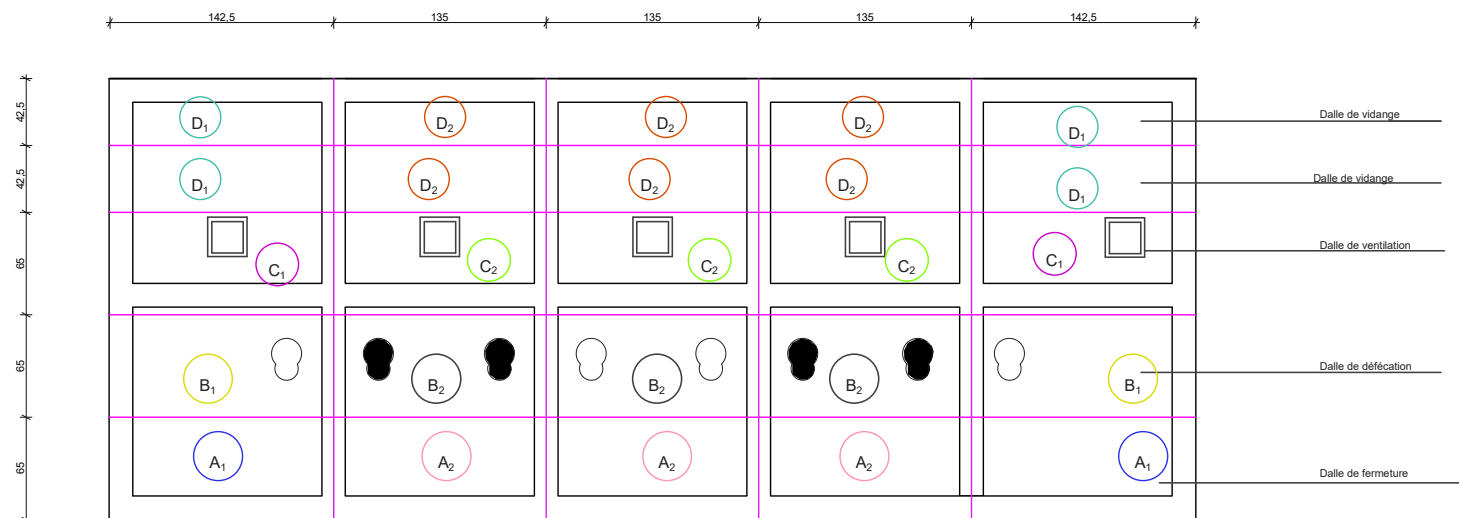 142,5 135 135 135 142,5
42,5
D1 D2 D2 D2 D1
Dalle de vidange
42,5
D1 D2 D2 D2 D1
Dalle de vidange
65
C1 C2 C2 C2 C1
Dalle de ventilation
65
B1 B2 B2 B2 B1
Dalle de défécation
65
A1 A2 A2 A2 A1
Dalle de fermeture